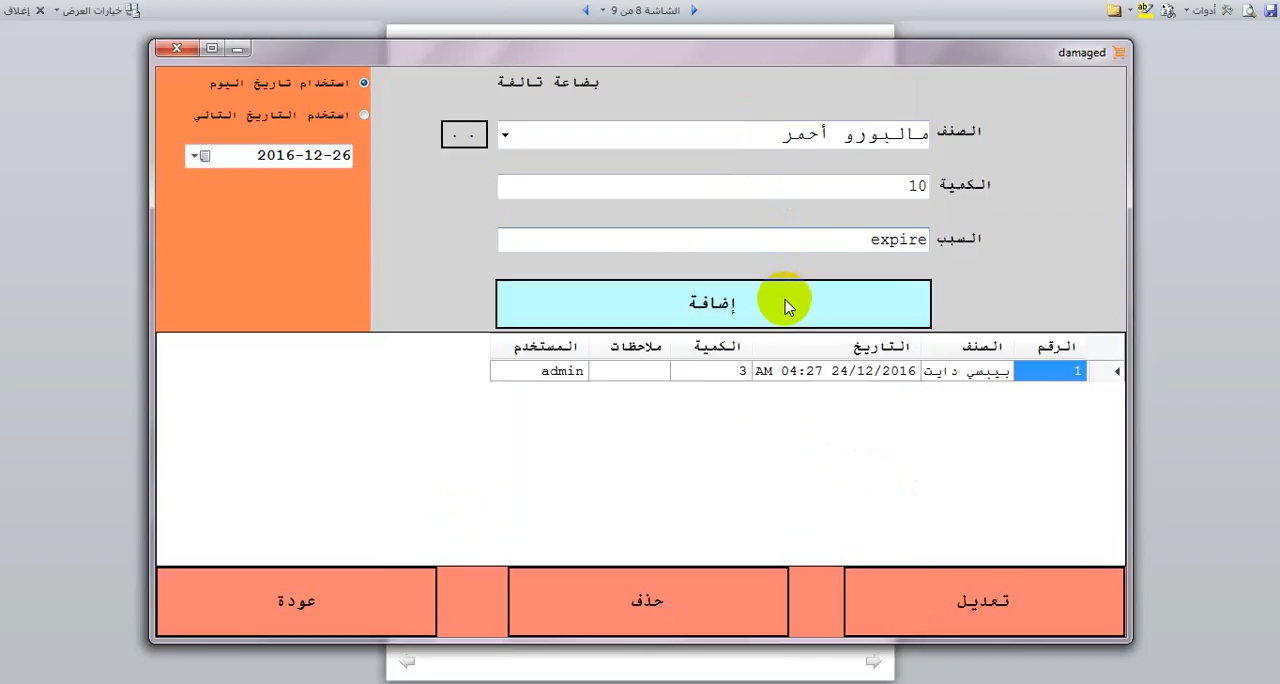 أدوات
الشاشة 8 من 9
خيارات العرض
إغلاق
damaged
بضاعة تالفة
استخدام تاريخ اليوم
استخدم التاريخ التالي
2016-12-26
الصنف
مالبورو أحمر
. .
الكمية
10
السبب
expire
إضافة
الرقم الصنف التاريخ الكمية ملاحظات المستخدم
1 بيبسي دايت 24/12/2016 04:27 AM 3 admin
تعديل
حذف
عودة